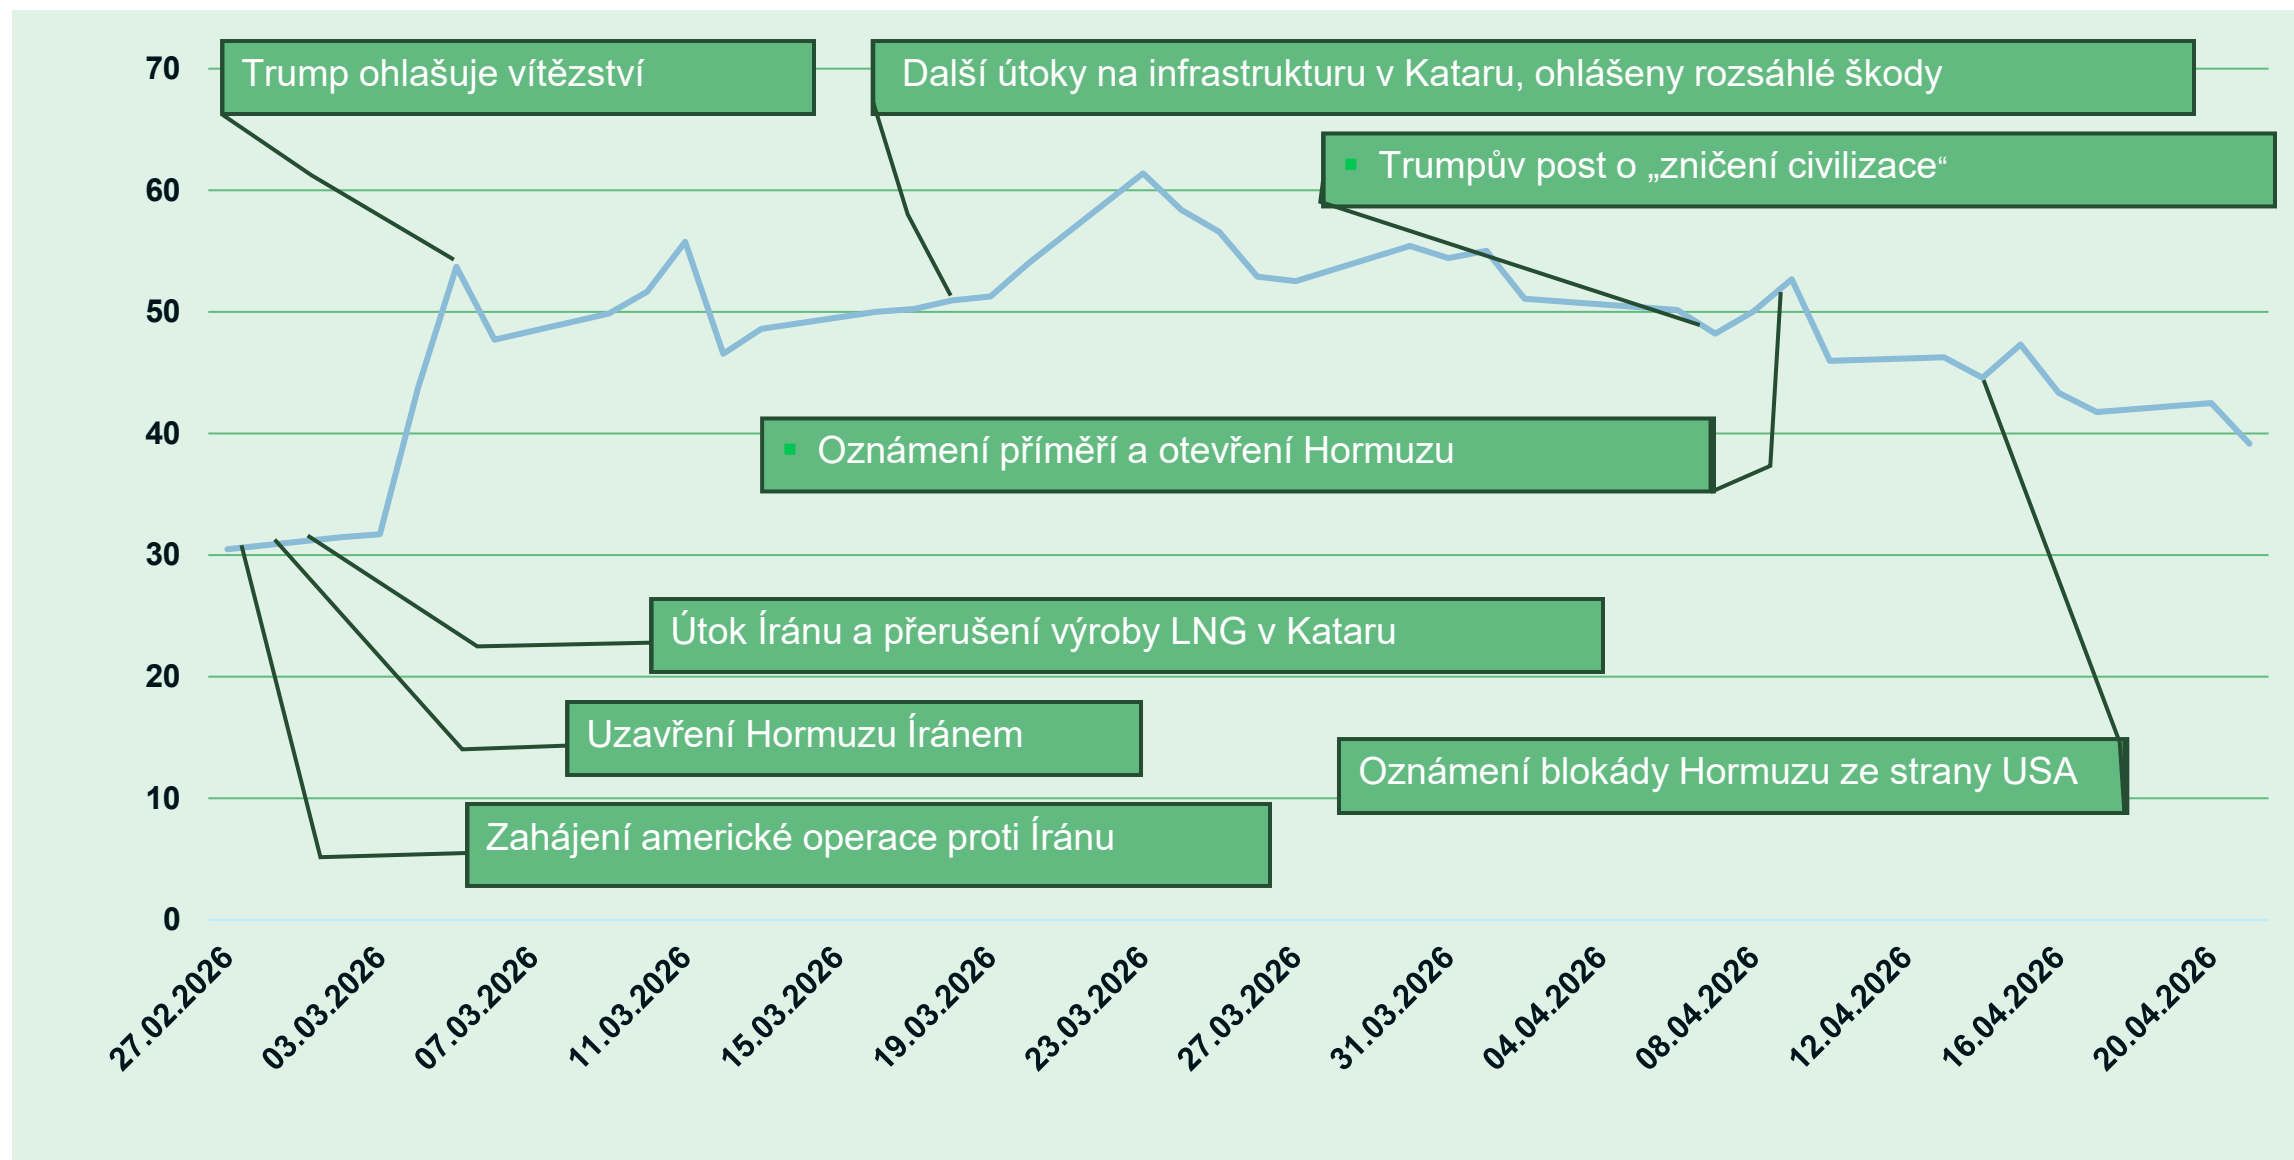 70
60
50
40
30
20
10
0
Trump ohlašuje vítězství
Další útoky na infrastrukturu v Kataru, ohlášeny rozsáhlé škody
▪ Trumpův post o „zničení civilizace“
▪ Oznámení příměří a otevření Hormuzu
Útok Íránu a přerušení výroby LNG v Kataru
Uzavření Hormuzu Íránem
Oznámení blokády Hormuzu ze strany USA
Zahájení americké operace proti Íránu
27.02.2026
03.03.2026
07.03.2026
11.03.2026
15.03.2026
19.03.2026
23.03.2026
27.03.2026
31.03.2026
04.04.2026
08.04.2026
12.04.2026
16.04.2026
20.04.2026